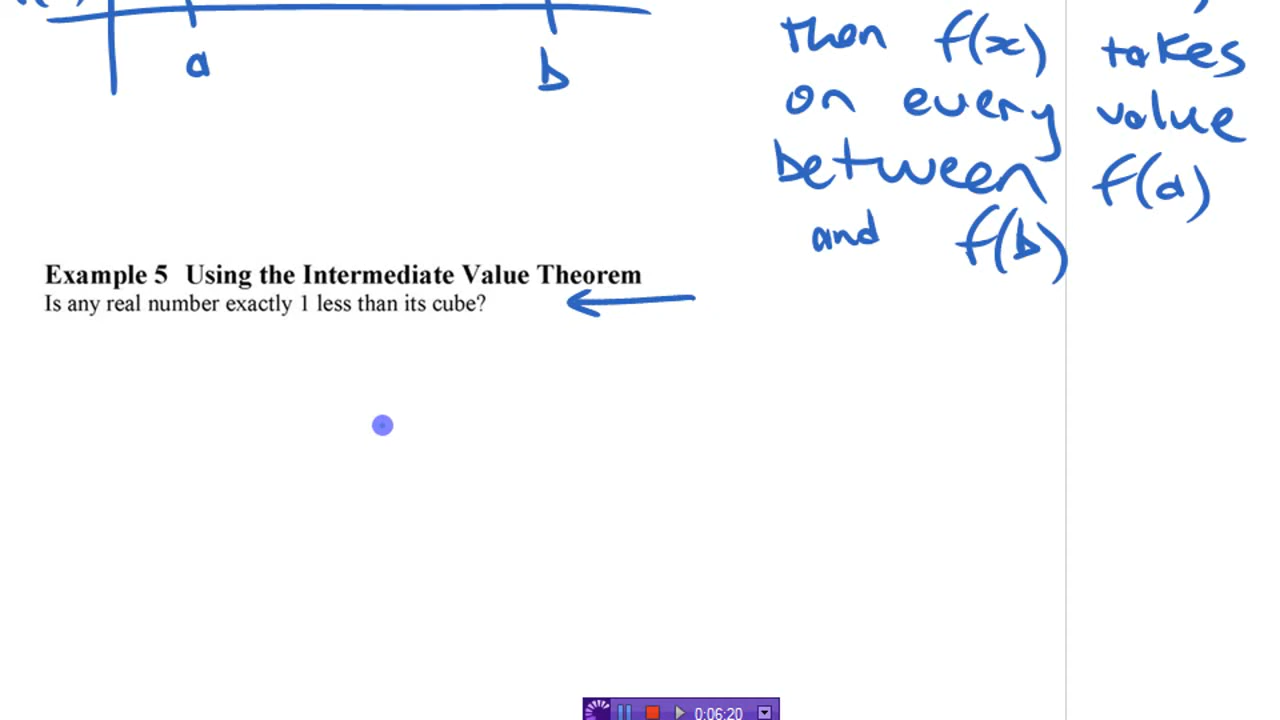 a
b
then f(x) takes
on every value
between f(a)
and f(b)
Example 5 Using the Intermediate Value Theorem
Is any real number exactly 1 less than its cube?
0:06:20